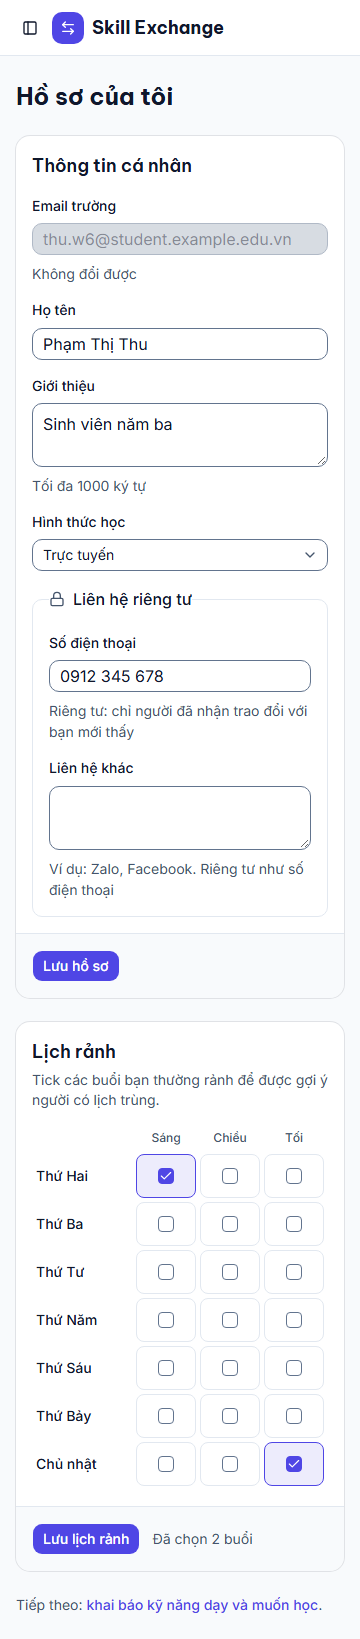 Skill Exchange
Hồ sơ của tôi
Thông tin cá nhân
Email trường
thu.w6@student.example.edu.vn
Không đổi được
Họ tên
Phạm Thị Thu
Giới thiệu
Sinh viên năm ba
Tối đa 1000 ký tự
Hình thức học
Trực tuyến
Liên hệ riêng tư
Số điện thoại
0912 345 678
Riêng tư: chỉ người đã nhận trao đổi với
bạn mới thấy
Liên hệ khác
Ví dụ: Zalo, Facebook. Riêng tư như số
điện thoại
Lưu hồ sơ
Lịch rảnh
Tick các buổi bạn thường rảnh để được gợi ý
người có lịch trùng.
Sáng Chiều Tối
Thứ Hai
Thứ Ba
Thứ Tư
Thứ Năm
Thứ Sáu
Thứ Bảy
Chủ nhật
Lưu lịch rảnh Đã chọn 2 buổi
Tiếp theo: khai báo kỹ năng dạy và muốn học.